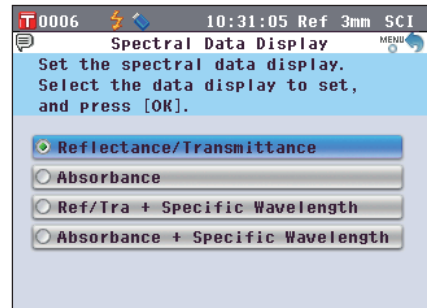 T0006 10:31:05 Ref 3mm SCI
Spectral Data Display MENU
Set the spectral data display.
Select the data display to set,
and press [OK].
Reflectance/Transmittance
Absorbance
Ref/Tra + Specific Wavelength
Absorbance + Specific Wavelength